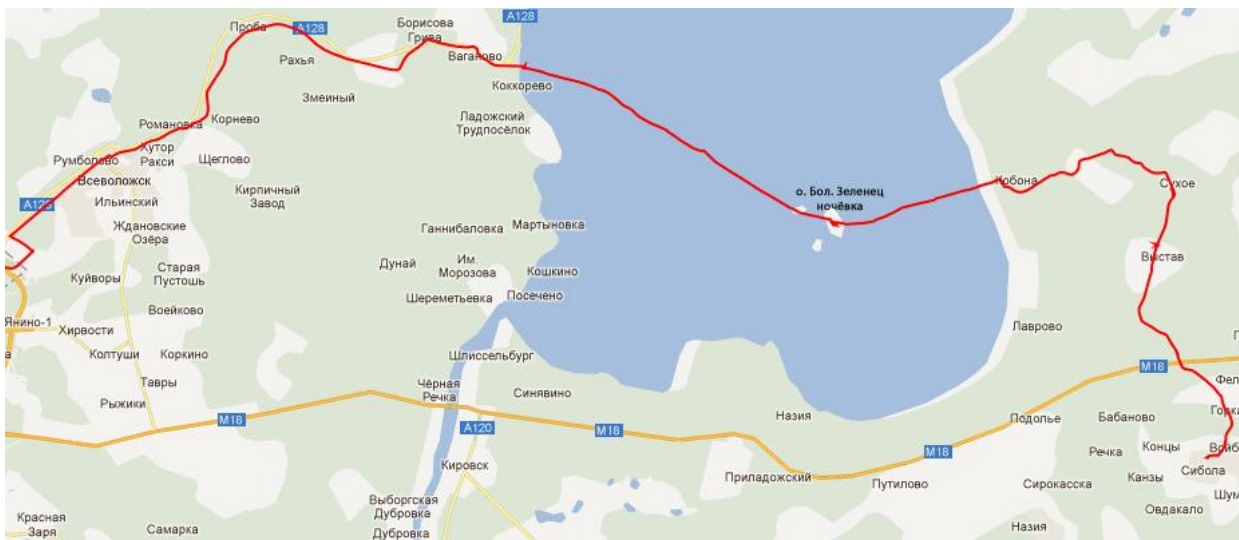 A128
A128
Проба
Борисова
Грива
Рахья
Ваганово
Змеиный
Коккорево
Романовка
Корнево
Ладожский
Трудпосёлок
Хутор
Ракси
Щеглово
Румболово
Всеволожск
Кобона
Сухое
о. Бол. Зеленец
ночёвка
Кирпичный
Завод
Ильинский
Ждановские
Озёра
Ганнибаловка
Мартыновка
Выстав
Куйворы
Старая
Пустошь
Дунай
Им.
Морозова
Кошкино
Шереметьевка
Посечено
Воейково
Янино-1
Хирвости
Лаврово
Колтуши
Коркино
Шлиссельбург
M18
Тавры
Чёрная
Речка
Синявино
Рыжики
M18
A120
M18
Назия
Подолье
Бабаново
M18
Речка
Концы
Кировск
Приладожский
Путилово
Сирокасска
Канзы
Сибола
Выборгская
Дубровка
Дубровка
Овдакало
Красная
Заря
Самарка
Назия